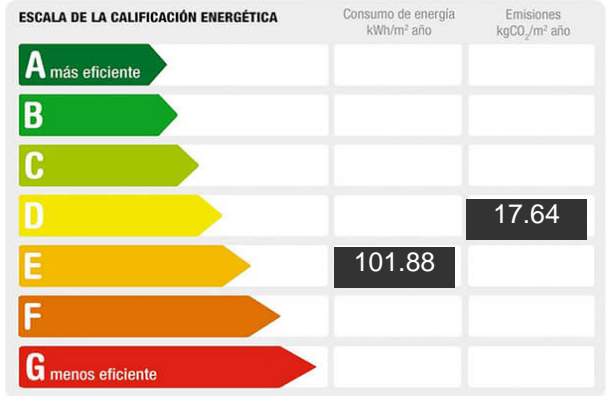 ESCALA DE LA CALIFICACIÓN ENERGÉTICA
Consumo de energía
kWh/m² año
Emisiones
kgCO₂/m² año
A más eficiente
B
C
D 17.64
E 101.88
F
G menos eficiente